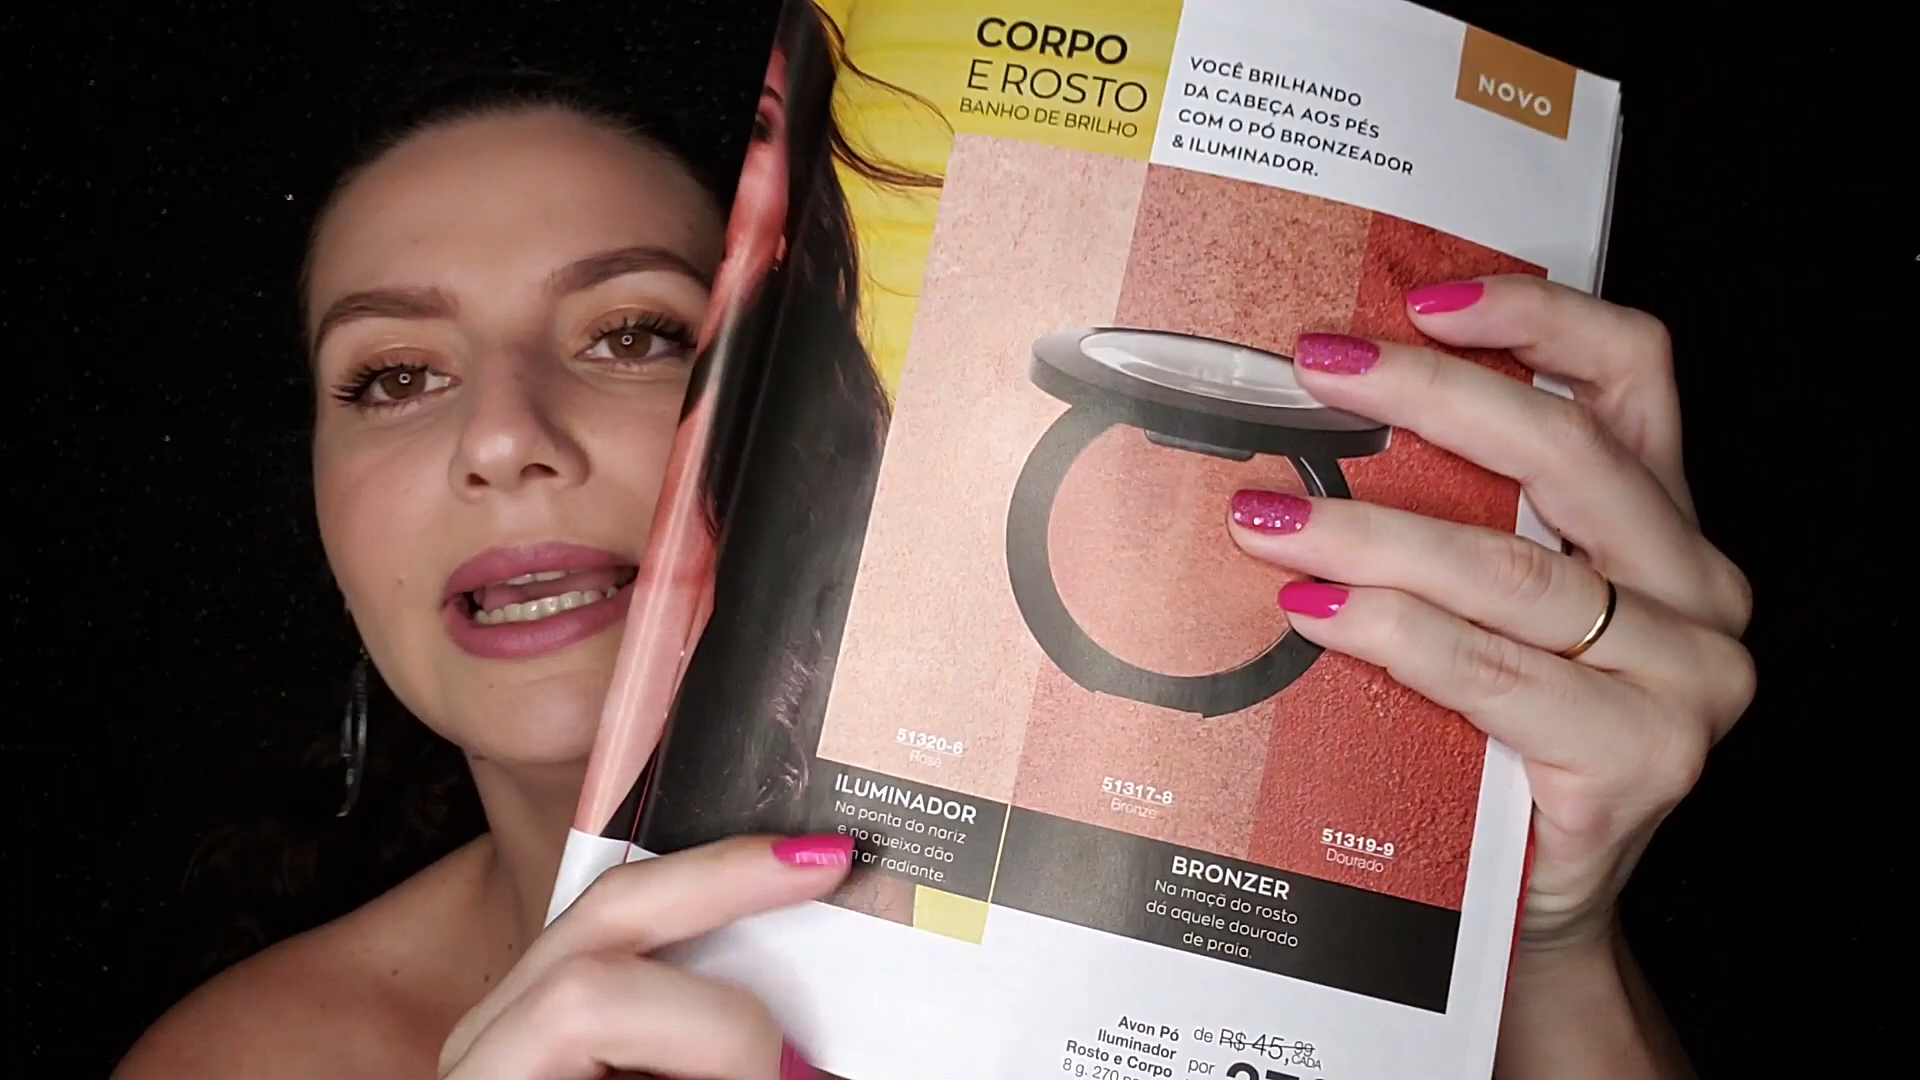 CORPO
E ROSTO
BANHO DE BRILHO
VOCÊ BRILHANDO
DA CABEÇA AOS PÉS
COM O PÓ BRONZEADOR
& ILUMINADOR.
NOVO
51320-6
Rosé
51317-8
Bronze
51319-9
Dourado
ILUMINADOR
Na ponta do nariz
e no queixo dão
ar radiante.
BRONZER
Na maçã do rosto
dá aquele dourado
de praia.
Avon Pó
Iluminador
Rosto e Corpo
8 g. 270
de R$ 45,99
CADA
por